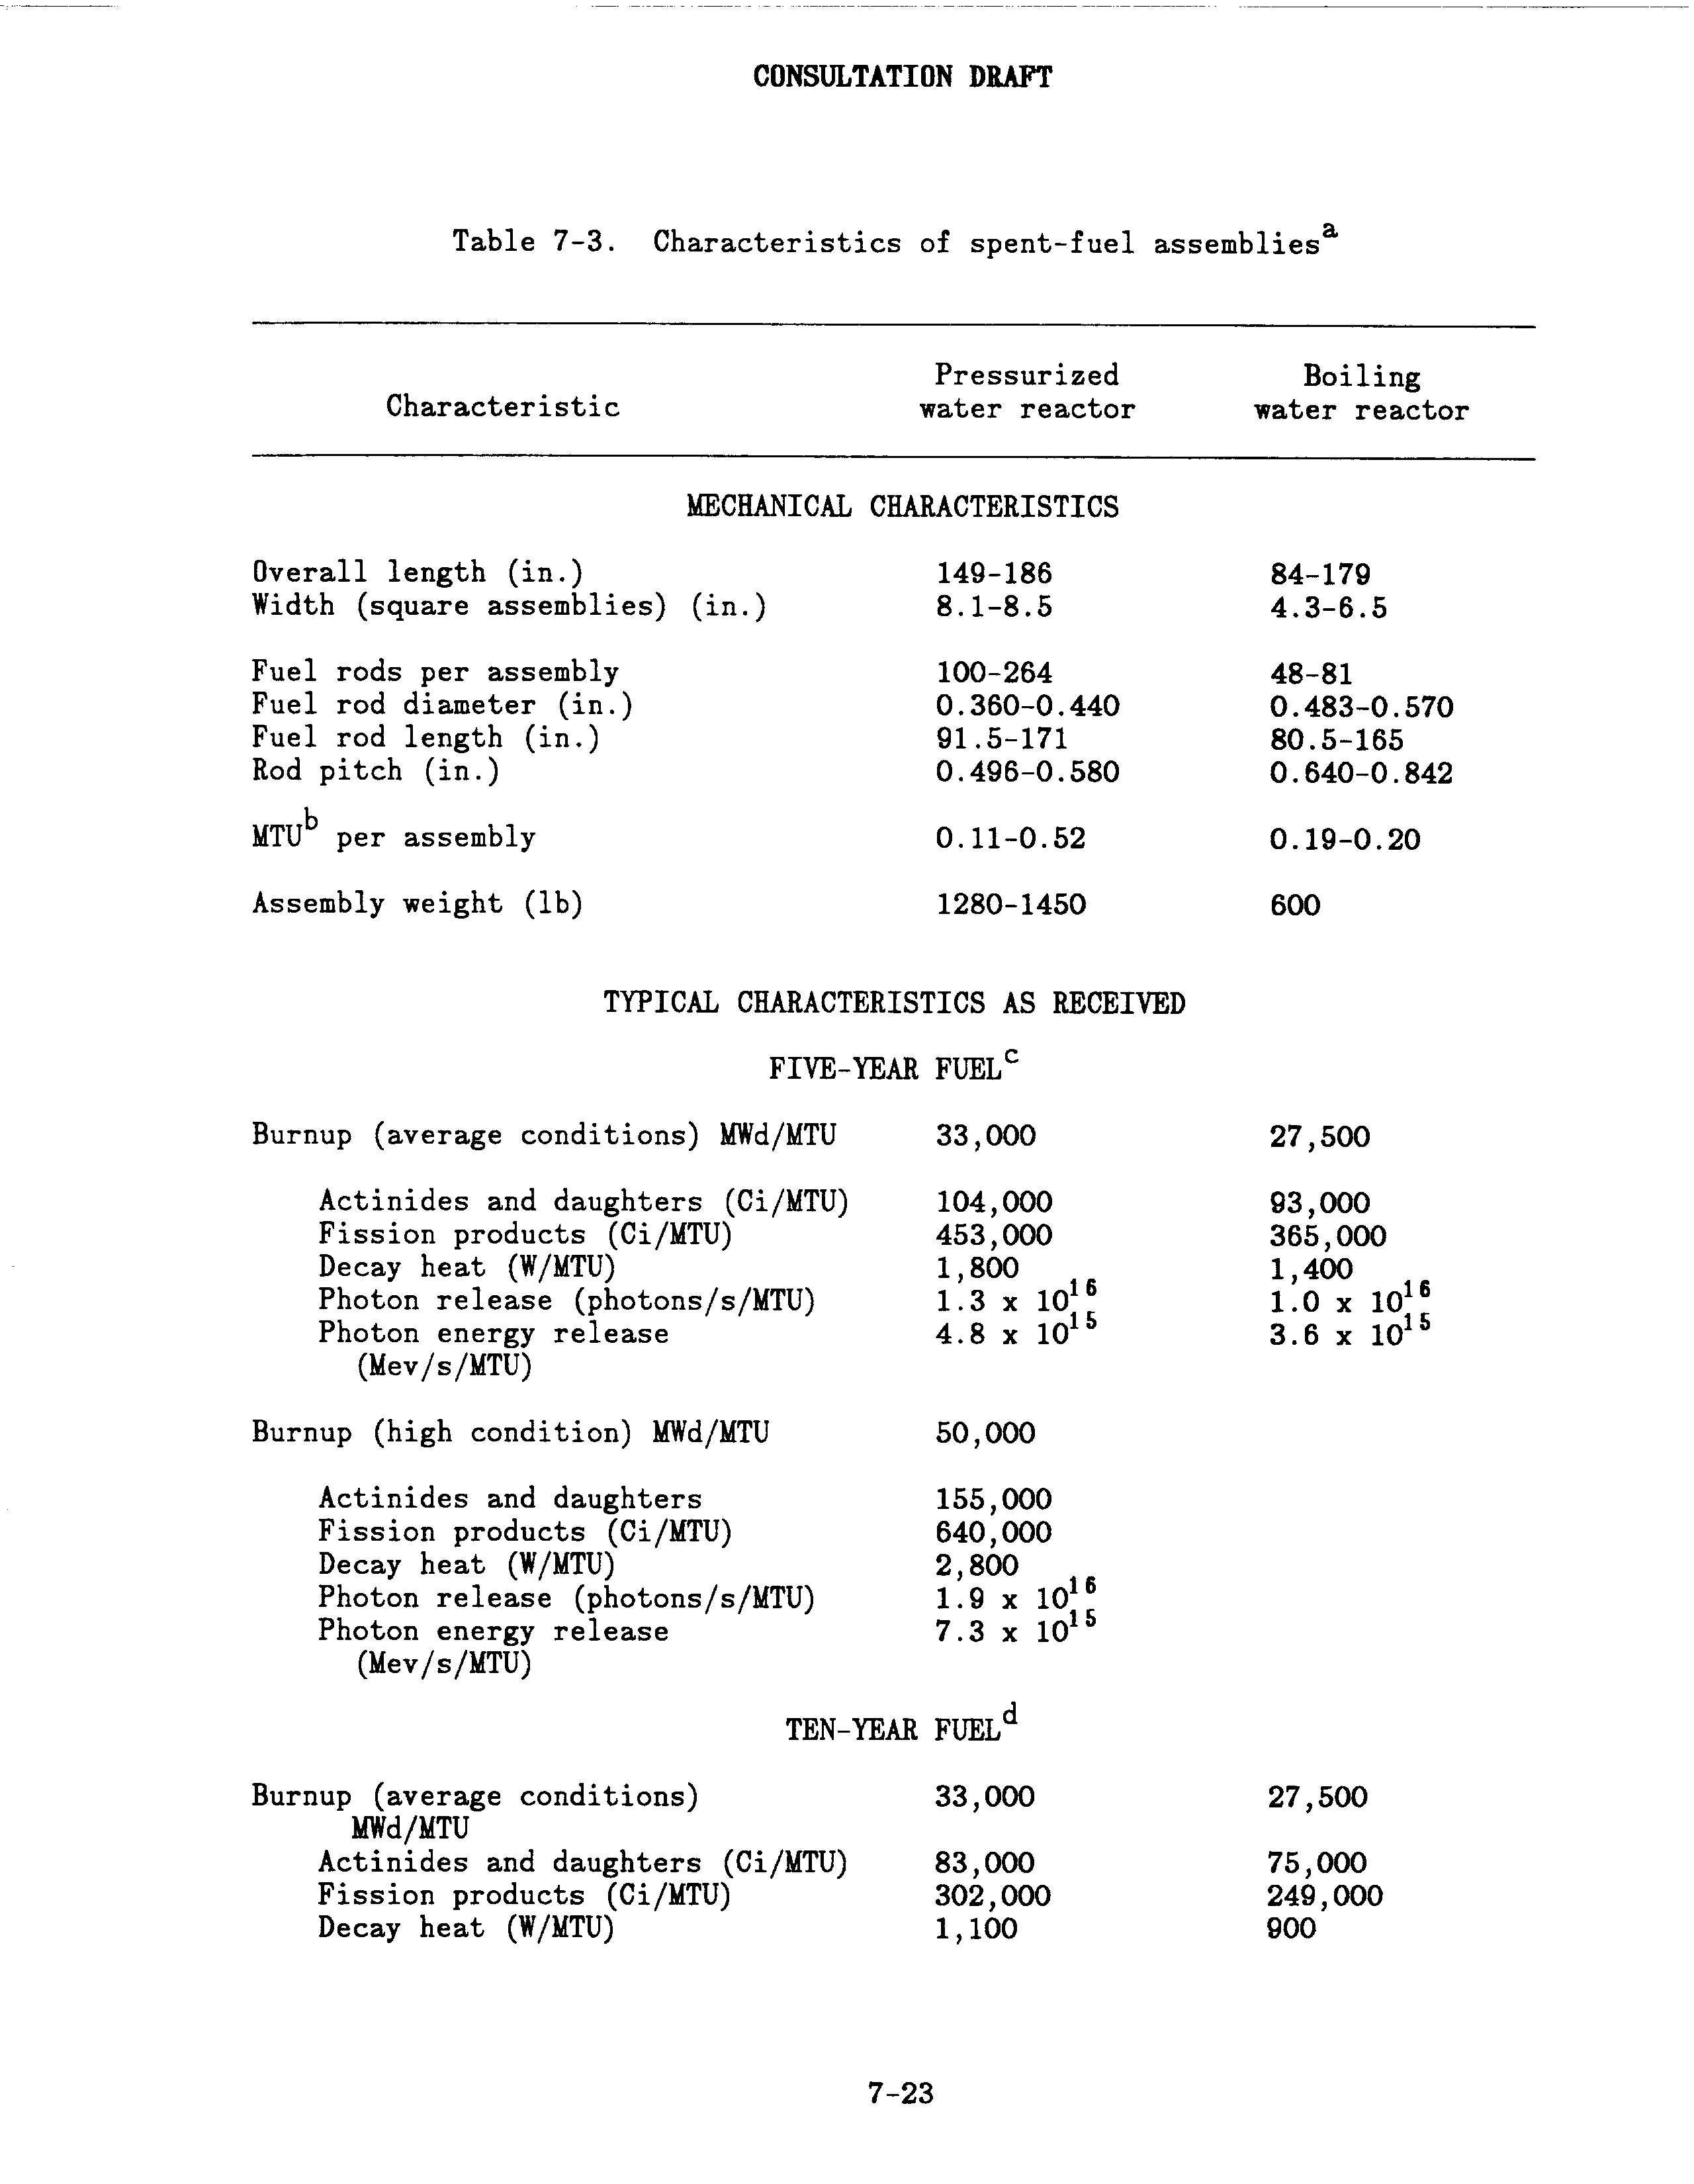 CONSULTATION DRAFT
Table 7-3. Characteristics of spent-fuel assemblies^a
Characteristic Pressurized water reactor Boiling water reactor
MECHANICAL CHARACTERISTICS
Overall length (in.) 149-186 84-179
Width (square assemblies) (in.) 8.1-8.5 4.3-6.5
Fuel rods per assembly 100-264 48-81
Fuel rod diameter (in.) 0.360-0.440 0.483-0.570
Fuel rod length (in.) 91.5-171 80.5-165
Rod pitch (in.) 0.496-0.580 0.640-0.842
MTU^b per assembly 0.11-0.52 0.19-0.20
Assembly weight (lb) 1280-1450 600
TYPICAL CHARACTERISTICS AS RECEIVED
FIVE-YEAR FUEL^c
Burnup (average conditions) MWd/MTU 33,000 27,500
Actinides and daughters (Ci/MTU) 104,000 93,000
Fission products (Ci/MTU) 453,000 365,000
Decay heat (W/MTU) 1,800 1,400
Photon release (photons/s/MTU) 1.3 x 10^16 1.0 x 10^16
Photon energy release 4.8 x 10^15 3.6 x 10^15
(Mev/s/MTU)
Burnup (high condition) MWd/MTU 50,000
Actinides and daughters 155,000
Fission products (Ci/MTU) 640,000
Decay heat (W/MTU) 2,800
Photon release (photons/s/MTU) 1.9 x 10^16
Photon energy release 7.3 x 10^15
(Mev/s/MTU)
TEN-YEAR FUEL^d
Burnup (average conditions) 33,000 27,500
MWd/MTU
Actinides and daughters (Ci/MTU) 83,000 75,000
Fission products (Ci/MTU) 302,000 249,000
Decay heat (W/MTU) 1,100 900
7-23